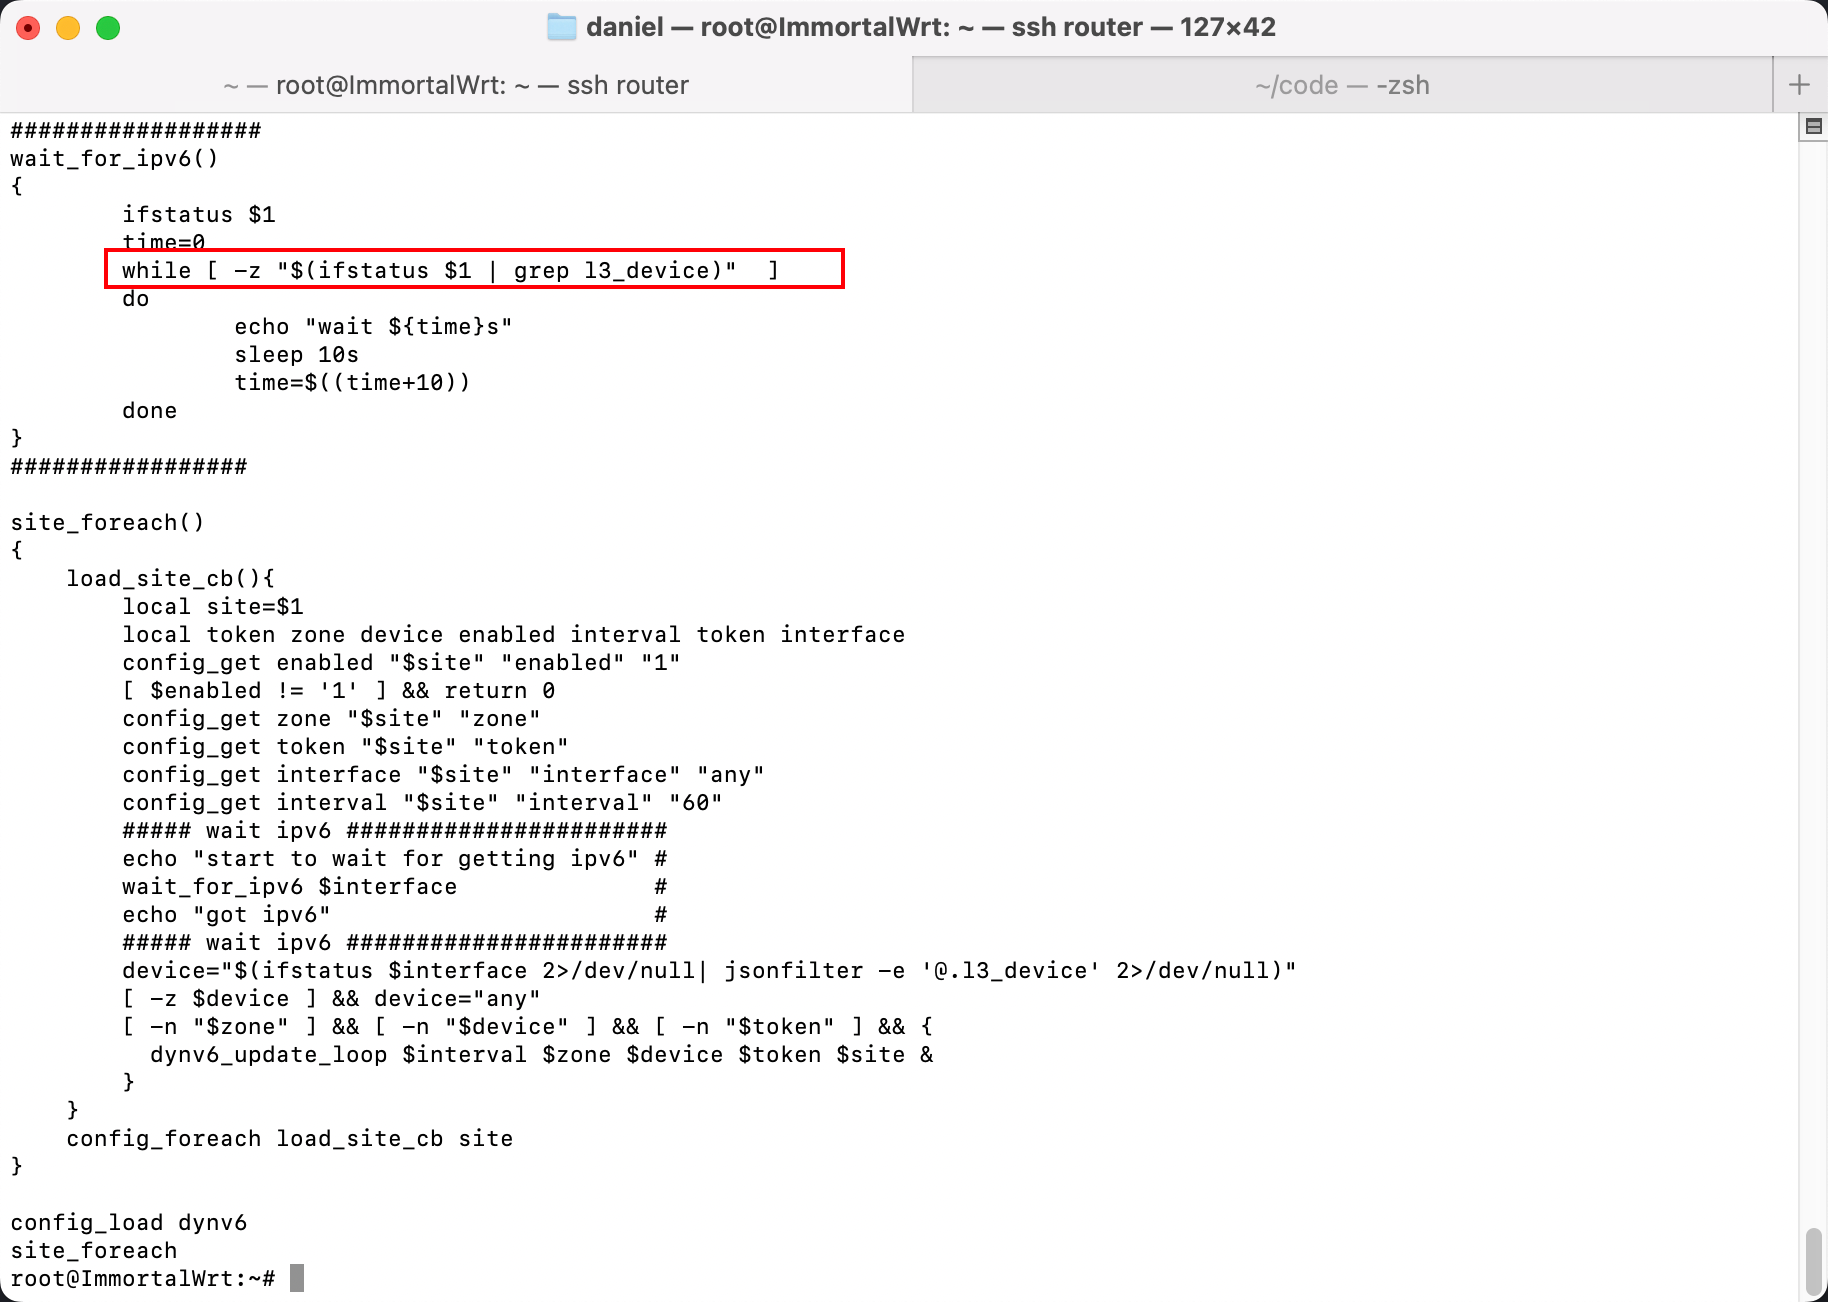 daniel — root@ImmortalWrt: ~ — ssh router — 127×42
~ — root@ImmortalWrt: ~ — ssh router
~/code — -zsh
##################
wait_for_ipv6()
{
        ifstatus $1
        time=0
        while [ -z "$(ifstatus $1 | grep l3_device)"  ]
        do
                echo "wait ${time}s"
                sleep 10s
                time=$((time+10))
        done
}
#################

site_foreach()
{
    load_site_cb(){
        local site=$1
        local token zone device enabled interval token interface
        config_get enabled "$site" "enabled" "1"
        [ $enabled != '1' ] && return 0
        config_get zone "$site" "zone"
        config_get token "$site" "token"
        config_get interface "$site" "interface" "any"
        config_get interval "$site" "interval" "60"
        ##### wait ipv6 #######################
        echo "start to wait for getting ipv6" #
        wait_for_ipv6 $interface              #
        echo "got ipv6"                       #
        ##### wait ipv6 #######################
        device="$(ifstatus $interface 2>/dev/null| jsonfilter -e '@.l3_device' 2>/dev/null)"
        [ -z $device ] && device="any"
        [ -n "$zone" ] && [ -n "$device" ] && [ -n "$token" ] && {
          dynv6_update_loop $interval $zone $device $token $site &
        }
    }
    config_foreach load_site_cb site
}

config_load dynv6
site_foreach
root@ImmortalWrt:~#